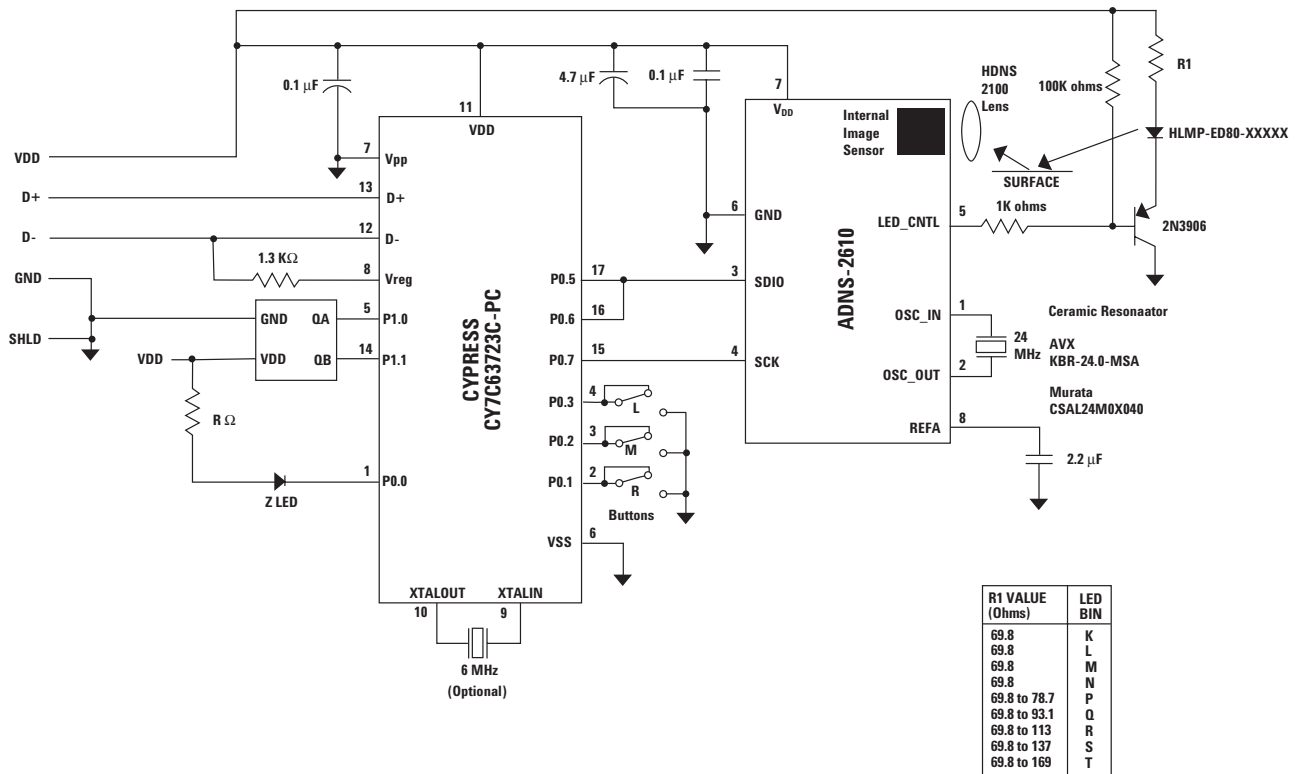 0.1 µF
4.7 µF
0.1 µF
7
HDNS
2100
Lens
100K ohms
R1
11
VDD
VDD
Internal
Image
Sensor
HLMP-ED80-XXXXX
VDD
7
Vpp
SURFACE
D+
13
D+
6
GND
LED_CNTL
5
1K ohms
2N3906
D-
12
D-
1.3 KΩ
GND
8
Vreg
P0.5
17
3
SDIO
GND
QA
5
P1.0
P0.6
16
OSC_IN
1
Ceramic Resonaator
SHLD
VDD
VDD
QB
14
P1.1
P0.7
15
4
SCK
24
MHz
AVX
KBR-24.0-MSA
CYPRESS
CY7C63723C-PC
ADNS-2610
OSC_OUT
2
Murata
CSAL24M0X040
P0.3
4
L
R Ω
P0.2
3
M
REFA
8
2.2 µF
Z LED
1
P0.0
P0.1
2
R
Buttons
VSS
6
XTALOUT
XTALIN
10
9
6 MHz
(Optional)
R1 VALUE
(Ohms)
LED
BIN
69.8 K
69.8 L
69.8 M
69.8 N
69.8 to 78.7 P
69.8 to 93.1 Q
69.8 to 113 R
69.8 to 137 S
69.8 to 169 T